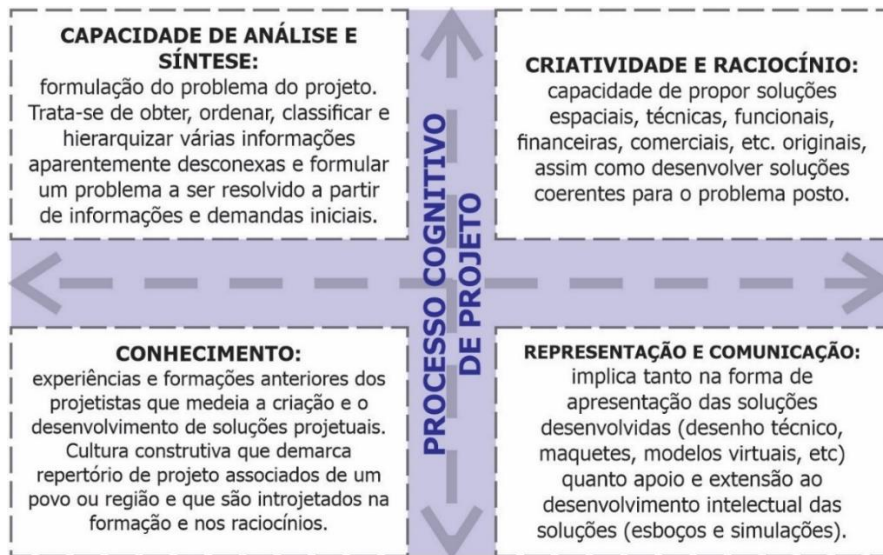 CAPACIDADE DE ANÁLISE E
SÍNTESE:
formulação do problema do projeto.
Trata-se de obter, ordenar, classificar e
hierarquizar várias informações
aparentemente desconexas e formular
um problema a ser resolvido a partir
de informações e demandas iniciais.
CRIATIVIDADE E RACIOCÍNIO:
capacidade de propor soluções
espaciais, técnicas, funcionais,
financeiras, comerciais, etc. originais,
assim como desenvolver soluções
coerentes para o problema posto.
PROCESSO COGNITIVO
DE PROJETO
CONHECIMENTO:
experiências e formações anteriores dos
projetistas que medeia a criação e o
desenvolvimento de soluções projetuais.
Cultura construtiva que demarca
repertório de projeto associados de um
povo ou região e que são introjetados na
formação e nos raciocínios.
REPRESENTAÇÃO E COMUNICAÇÃO:
implica tanto na forma de
apresentação das soluções
desenvolvidas (desenho técnico,
maquetes, modelos virtuais, etc)
quanto apoio e extensão ao
desenvolvimento intelectual das
soluções (esboços e simulações).